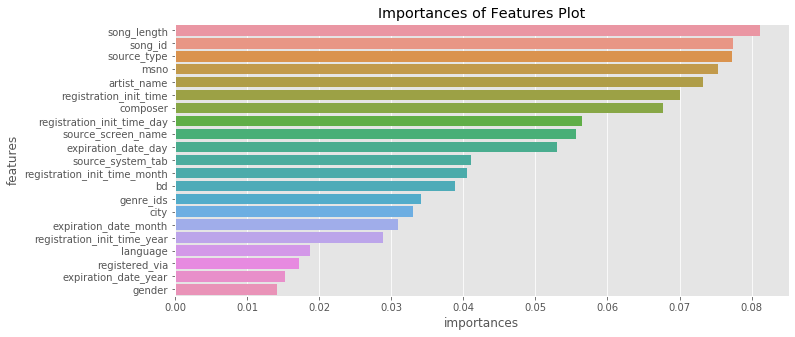 Importances of Features Plot
song_length
song_id
source_type
msno
artist_name
registration_init_time
composer
registration_init_time_day
source_screen_name
expiration_date_day
source_system_tab
registration_init_time_month
bd
genre_ids
city
expiration_date_month
registration_init_time_year
language
registered_via
expiration_date_year
gender
features
0.00 0.01 0.02 0.03 0.04 0.05 0.06 0.07 0.08
importances